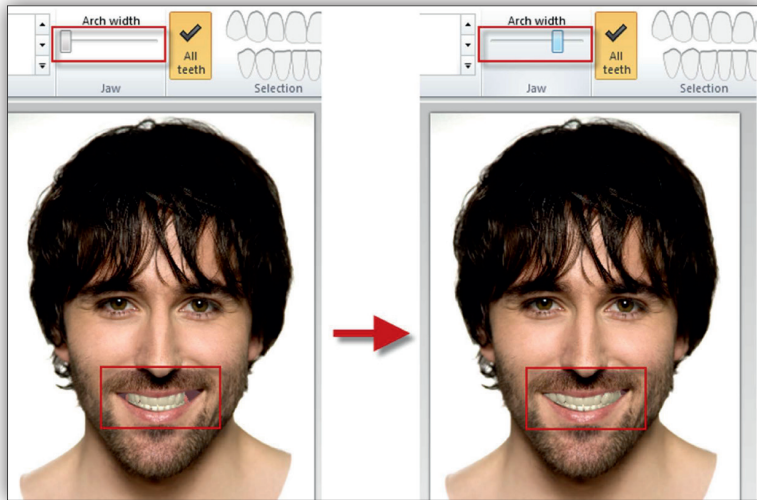 Arch width
All
teeth
Jaw
Selection
Arch width
All
teeth
Jaw
Selection